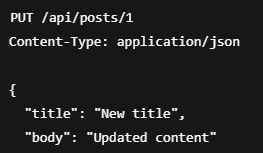 PUT /api/posts/1
Content-Type: application/json

{
  "title": "New title",
  "body": "Updated content"